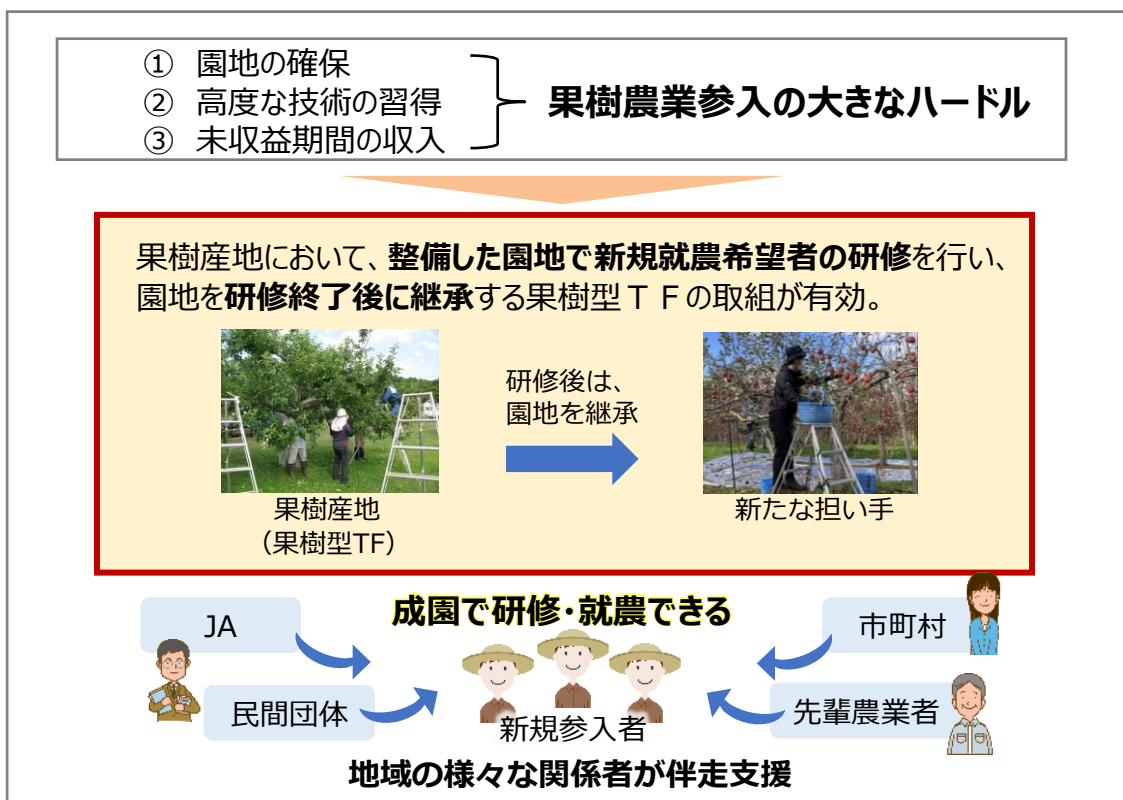 ① 園地の確保
② 高度な技術の習得
③ 未収益期間の収入
果樹農業参入の大きなハードル
果樹産地において、整備した園地で新規就農希望者の研修を行い、
園地を研修終了後に継承する果樹型ＴＦの取組が有効。
研修後は、
園地を継承
果樹産地
（果樹型TF）
新たな担い手
成園で研修・就農できる
JA
市町村
民間団体
先輩農業者
新規参入者
地域の様々な関係者が伴走支援